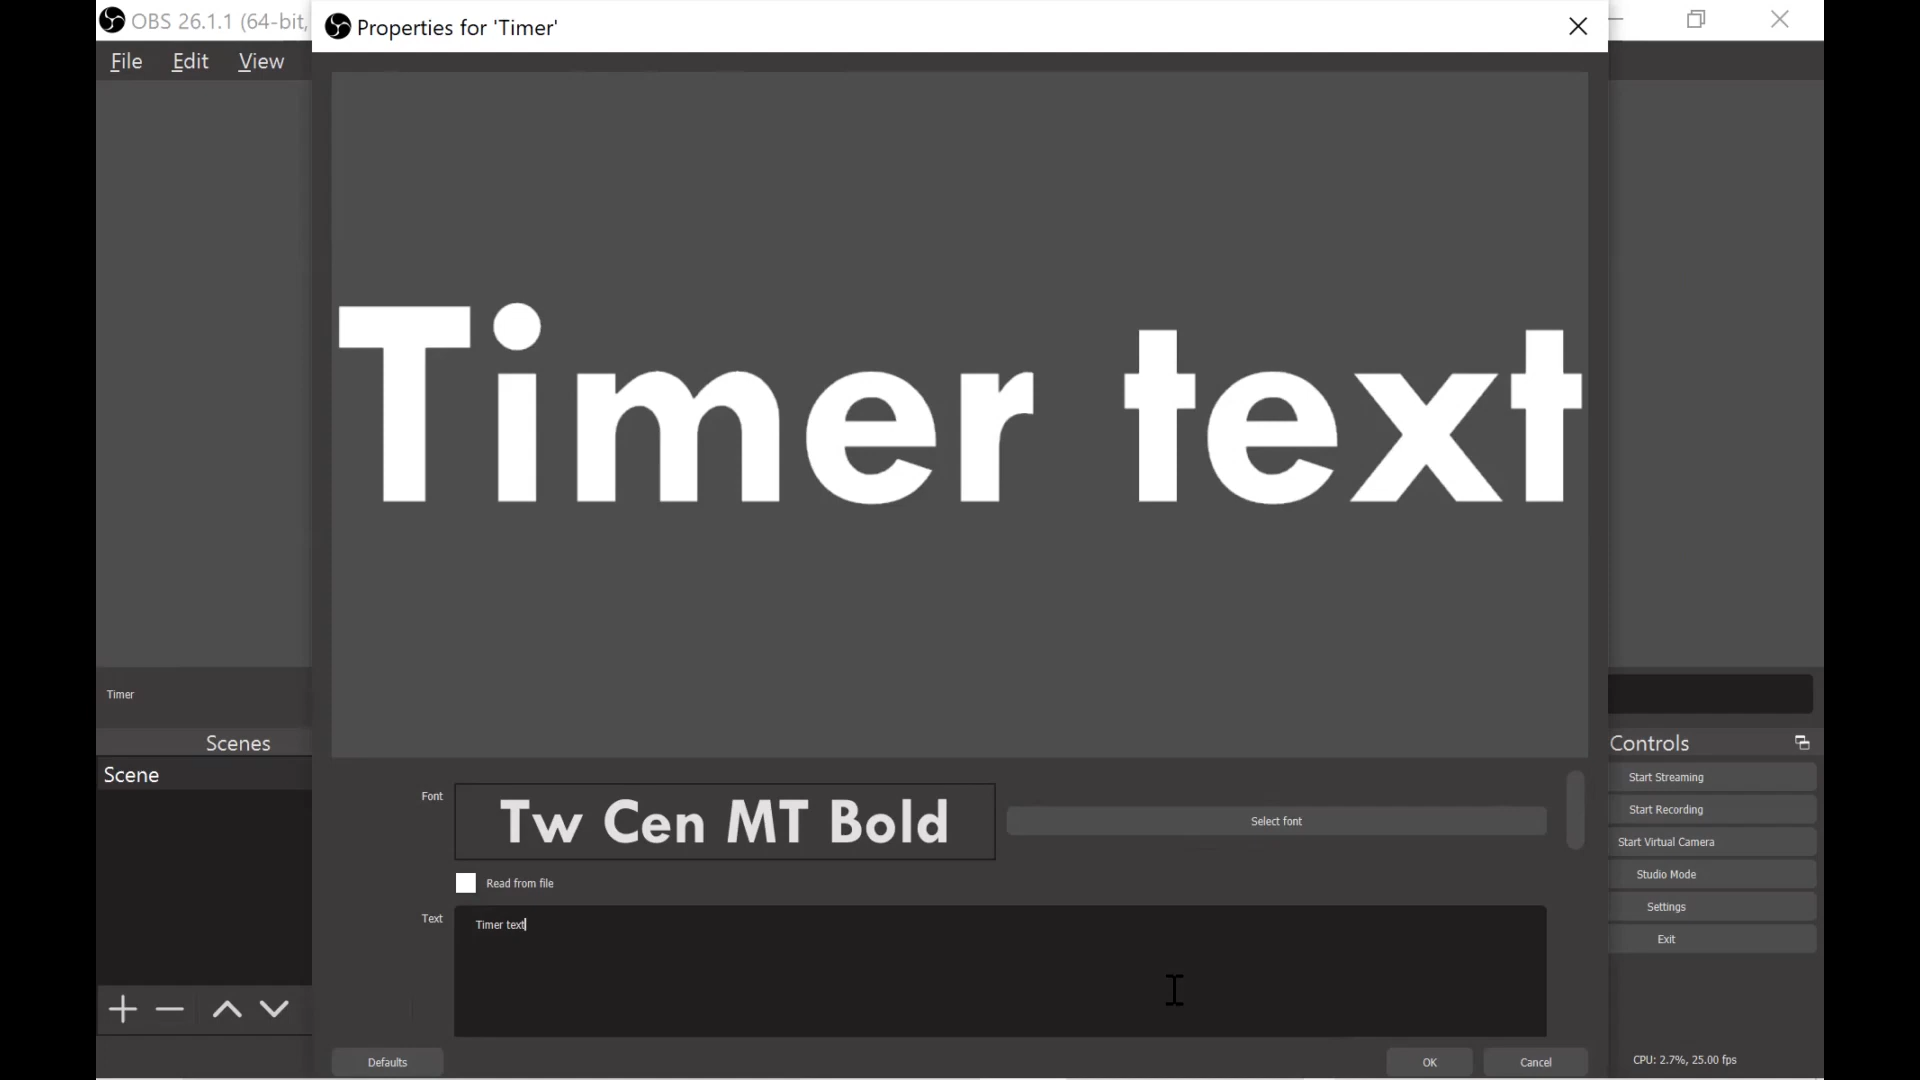 OBS 26.1.1 (64-bit,
Properties for 'Timer'
File Edit View
Timer text
Timer
Scenes
Scene
Controls
Start Streaming
Start Recording
Start Virtual Camera
Studio Mode
Settings
Exit
Font
Tw Cen MT Bold
Select font
Read from file
Text
Timer text
Defaults
OK
Cancel
CPU: 2.7%, 25.00 fps